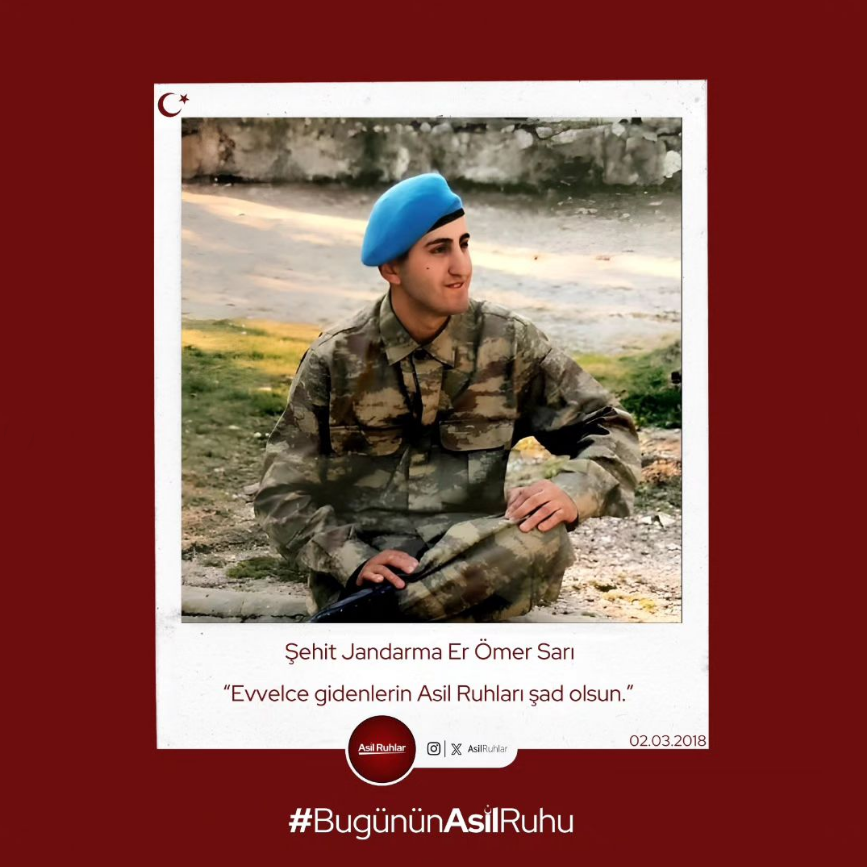 Şehit Jandarma Er Ömer Sarı
“Evvelce gidenlerin Asil Ruhları şad olsun.”
02.03.2018
Asil Ruhlar
AsilRuhlar
#BugününAsilRuhu